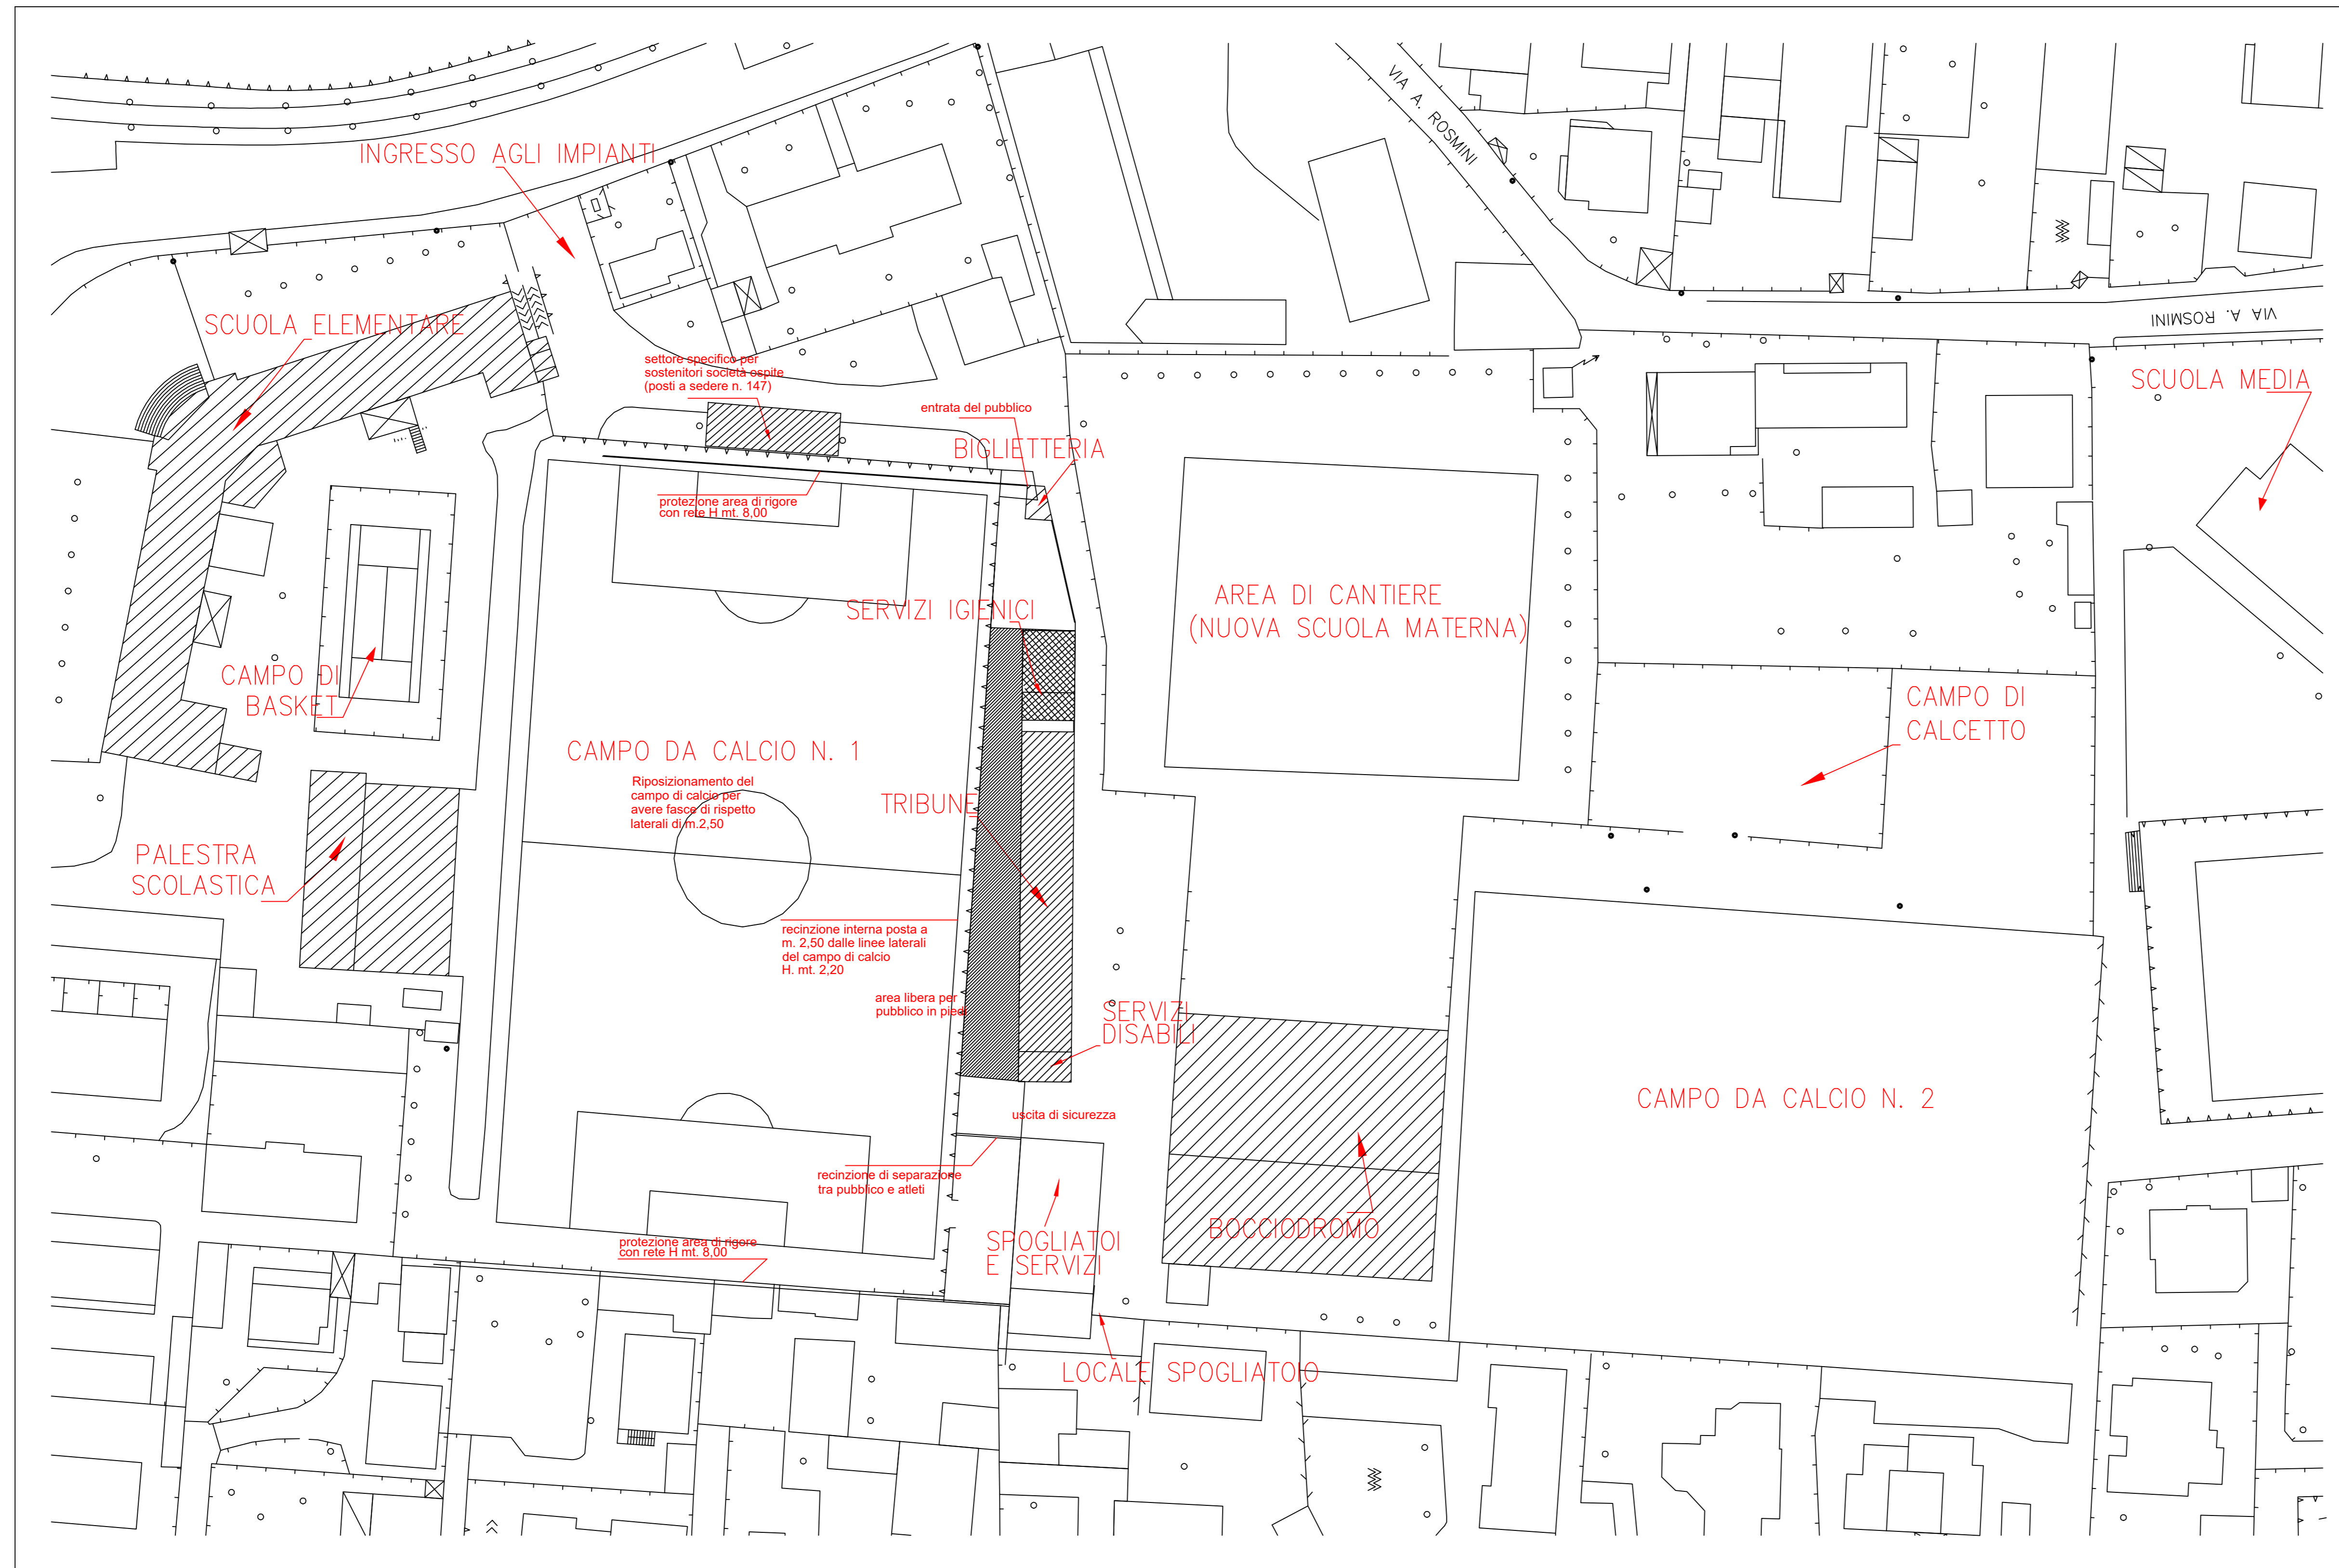 VIA A. ROSMINI
INGRESSO AGLI IMPIANTI
VIA A. ROSMINI
SCUOLA ELEMENTARE
settore specifico per
sostenitori società ospite
(posti a sedere n. 147)
SCUOLA MEDIA
entrata del pubblico
BIGLIETTERIA
protezione area di rigore
con rete H mt. 8,00
AREA DI CANTIERE
(NUOVA SCUOLA MATERNA)
SERVIZI IGIENICI
CAMPO DI
BASKET
CAMPO DI
CALCETTO
CAMPO DA CALCIO N. 1
Riposizionamento del
campo di calcio per
avere fasce di rispetto
laterali di m.2,50
TRIBUNE
PALESTRA
SCOLASTICA
recinzione interna posta a
m. 2,50 dalle linee laterali
del campo di calcio
H. mt. 2,20
area libera per
pubblico in piedi
SERVIZI
DISABILI
CAMPO DA CALCIO N. 2
uscita di sicurezza
recinzione di separazione
tra pubblico e atleti
BOCCIODROMO
SPOGLIATOI
E SERVIZI
protezione area di rigore
con rete H mt. 8,00
LOCALE SPOGLIATOIO